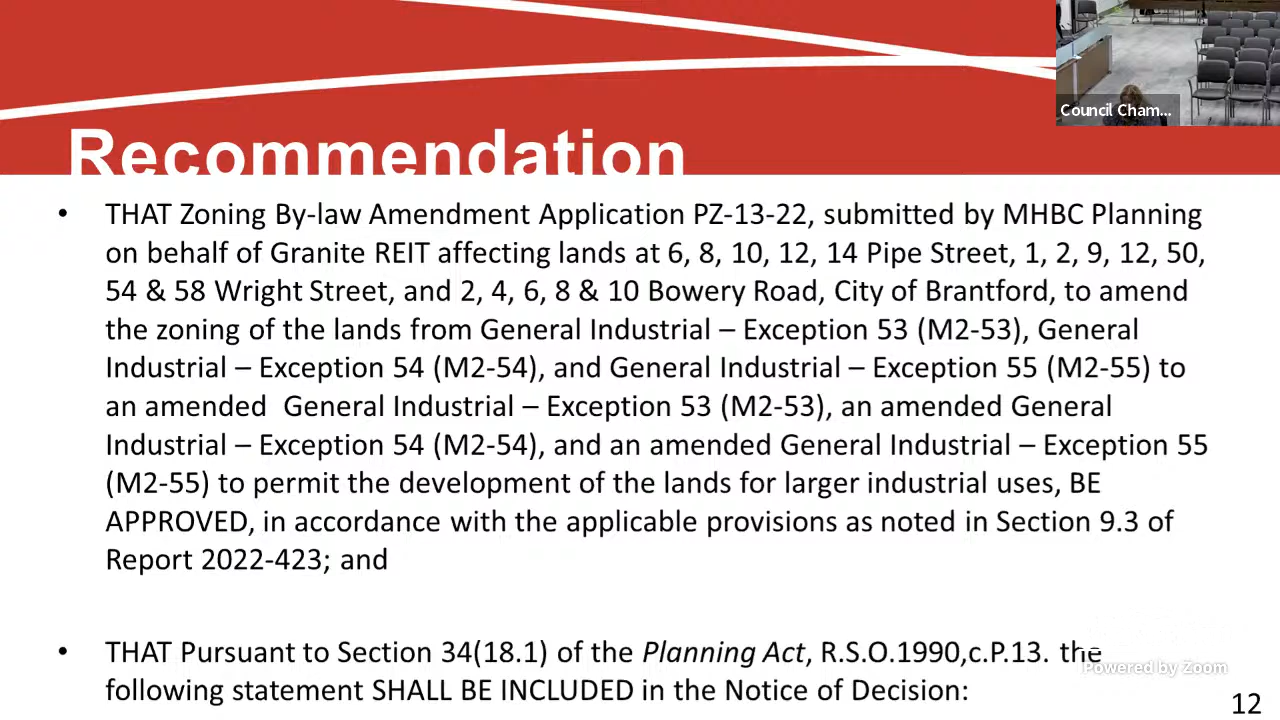 Council Cham...
Recommendation
• THAT Zoning By-law Amendment Application PZ-13-22, submitted by MHBC Planning
on behalf of Granite REIT affecting lands at 6, 8, 10, 12, 14 Pipe Street, 1, 2, 9, 12, 50,
54 & 58 Wright Street, and 2, 4, 6, 8 & 10 Bowery Road, City of Brantford, to amend
the zoning of the lands from General Industrial – Exception 53 (M2-53), General
Industrial – Exception 54 (M2-54), and General Industrial – Exception 55 (M2-55) to
an amended  General Industrial – Exception 53 (M2-53), an amended General
Industrial – Exception 54 (M2-54), and an amended General Industrial – Exception 55
(M2-55) to permit the development of the lands for larger industrial uses, BE
APPROVED, in accordance with the applicable provisions as noted in Section 9.3 of
Report 2022-423; and
• THAT Pursuant to Section 34(18.1) of the Planning Act, R.S.O.1990,c.P.13. the
following statement SHALL BE INCLUDED in the Notice of Decision:
Powered by Zoom
12